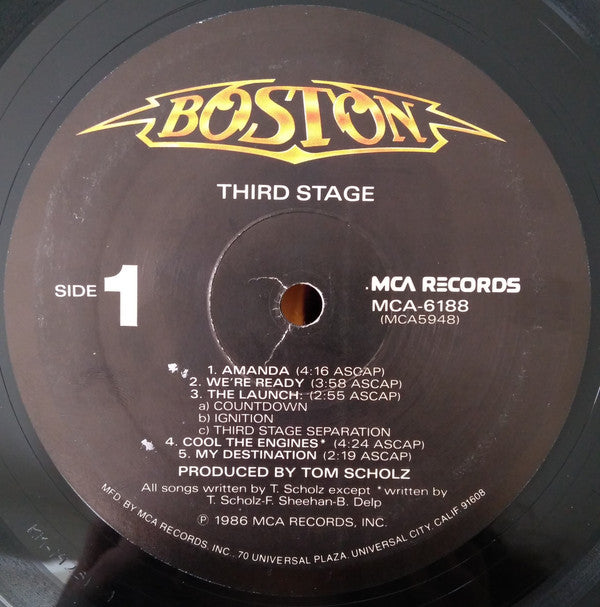 BOSTON
THIRD STAGE
SIDE 1
MCA RECORDS
MCA-6188
(MCA5948)
1. AMANDA (4:16 ASCAP)
2. WE'RE READY (3:58 ASCAP)
3. THE LAUNCH: (2:55 ASCAP)
a) COUNTDOWN
b) IGNITION
c) THIRD STAGE SEPARATION
4. COOL THE ENGINES* (4:24 ASCAP)
5. MY DESTINATION (2:19 ASCAP)
PRODUCED BY TOM SCHOLZ
All songs written by T. Scholz except *written by
T. Scholz-F. Sheehan-B. Delp
℗ 1986 MCA RECORDS, INC.
MFD. BY MCA RECORDS, INC., 70 UNIVERSAL PLAZA, UNIVERSAL CITY, CALIF. 91608